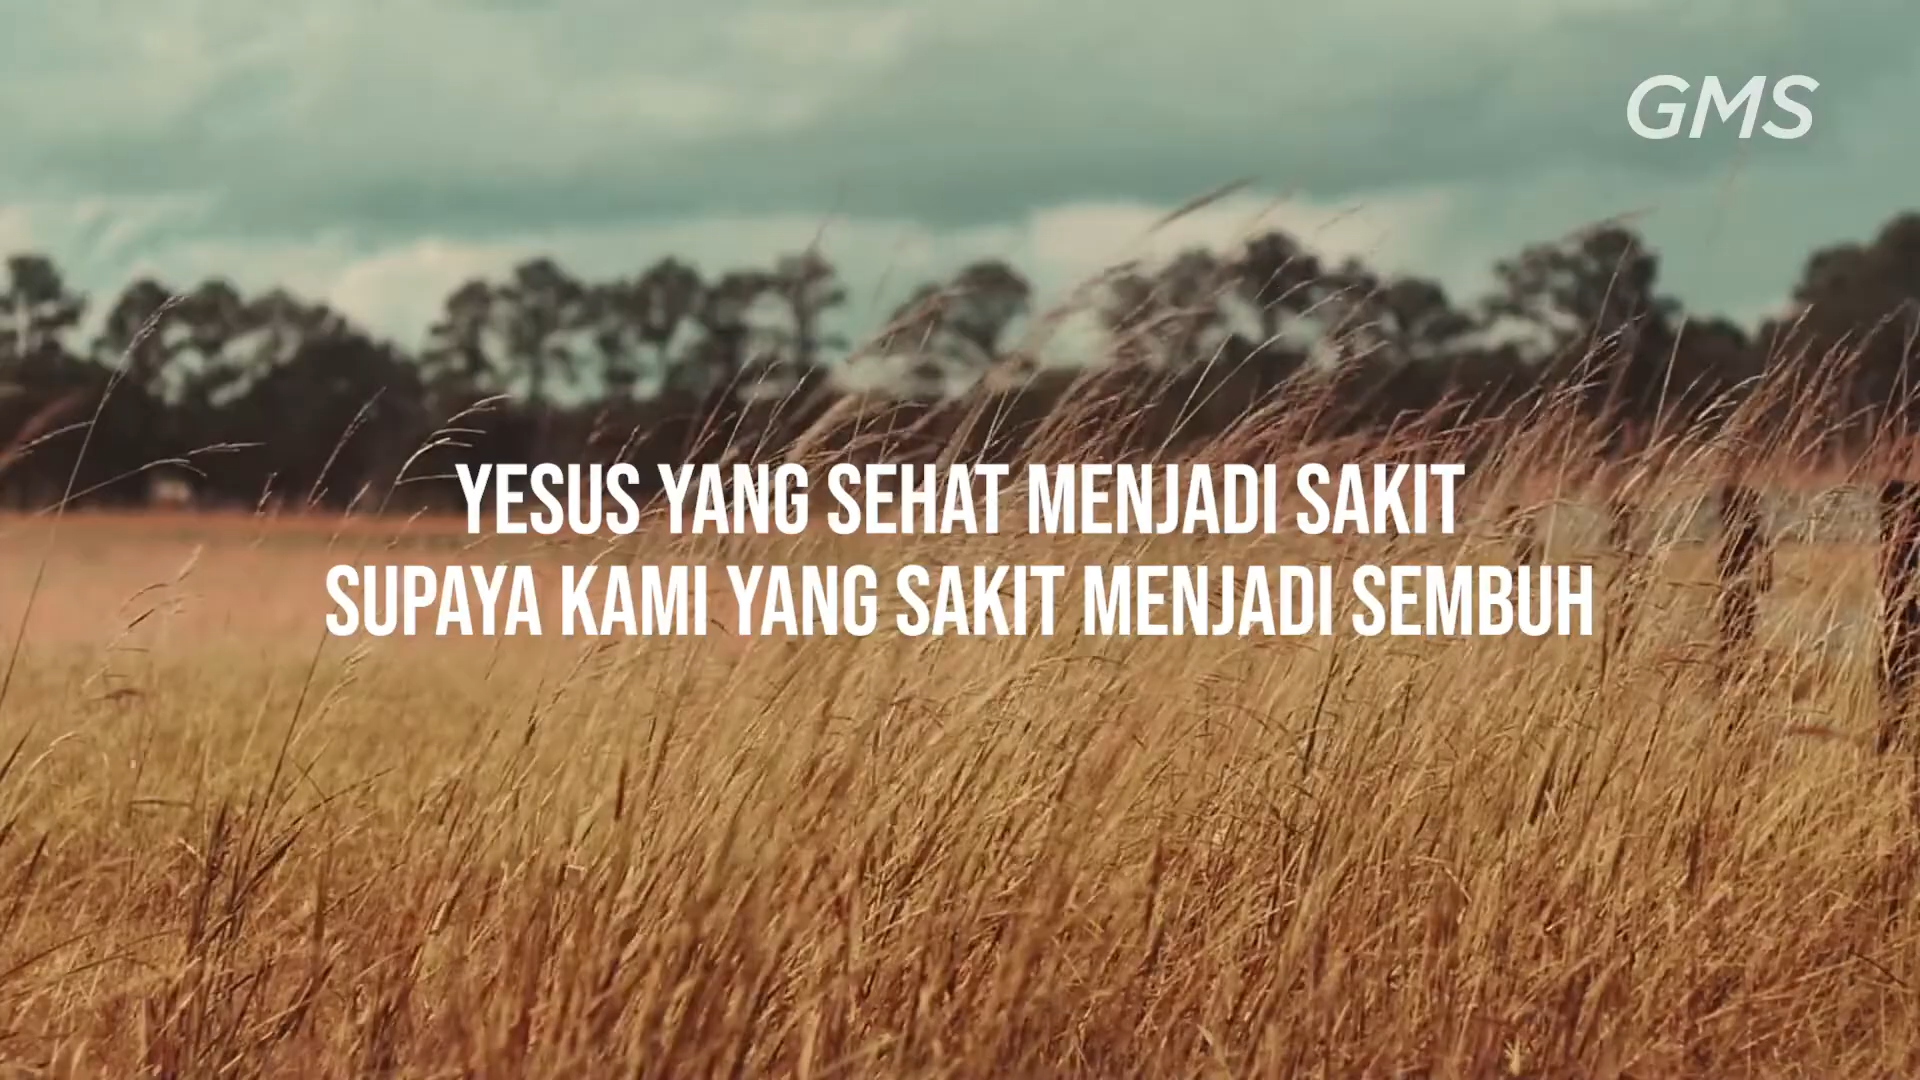 GMS
YESUS YANG SEHAT MENJADI SAKIT
SUPAYA KAMI YANG SAKIT MENJADI SEMBUH